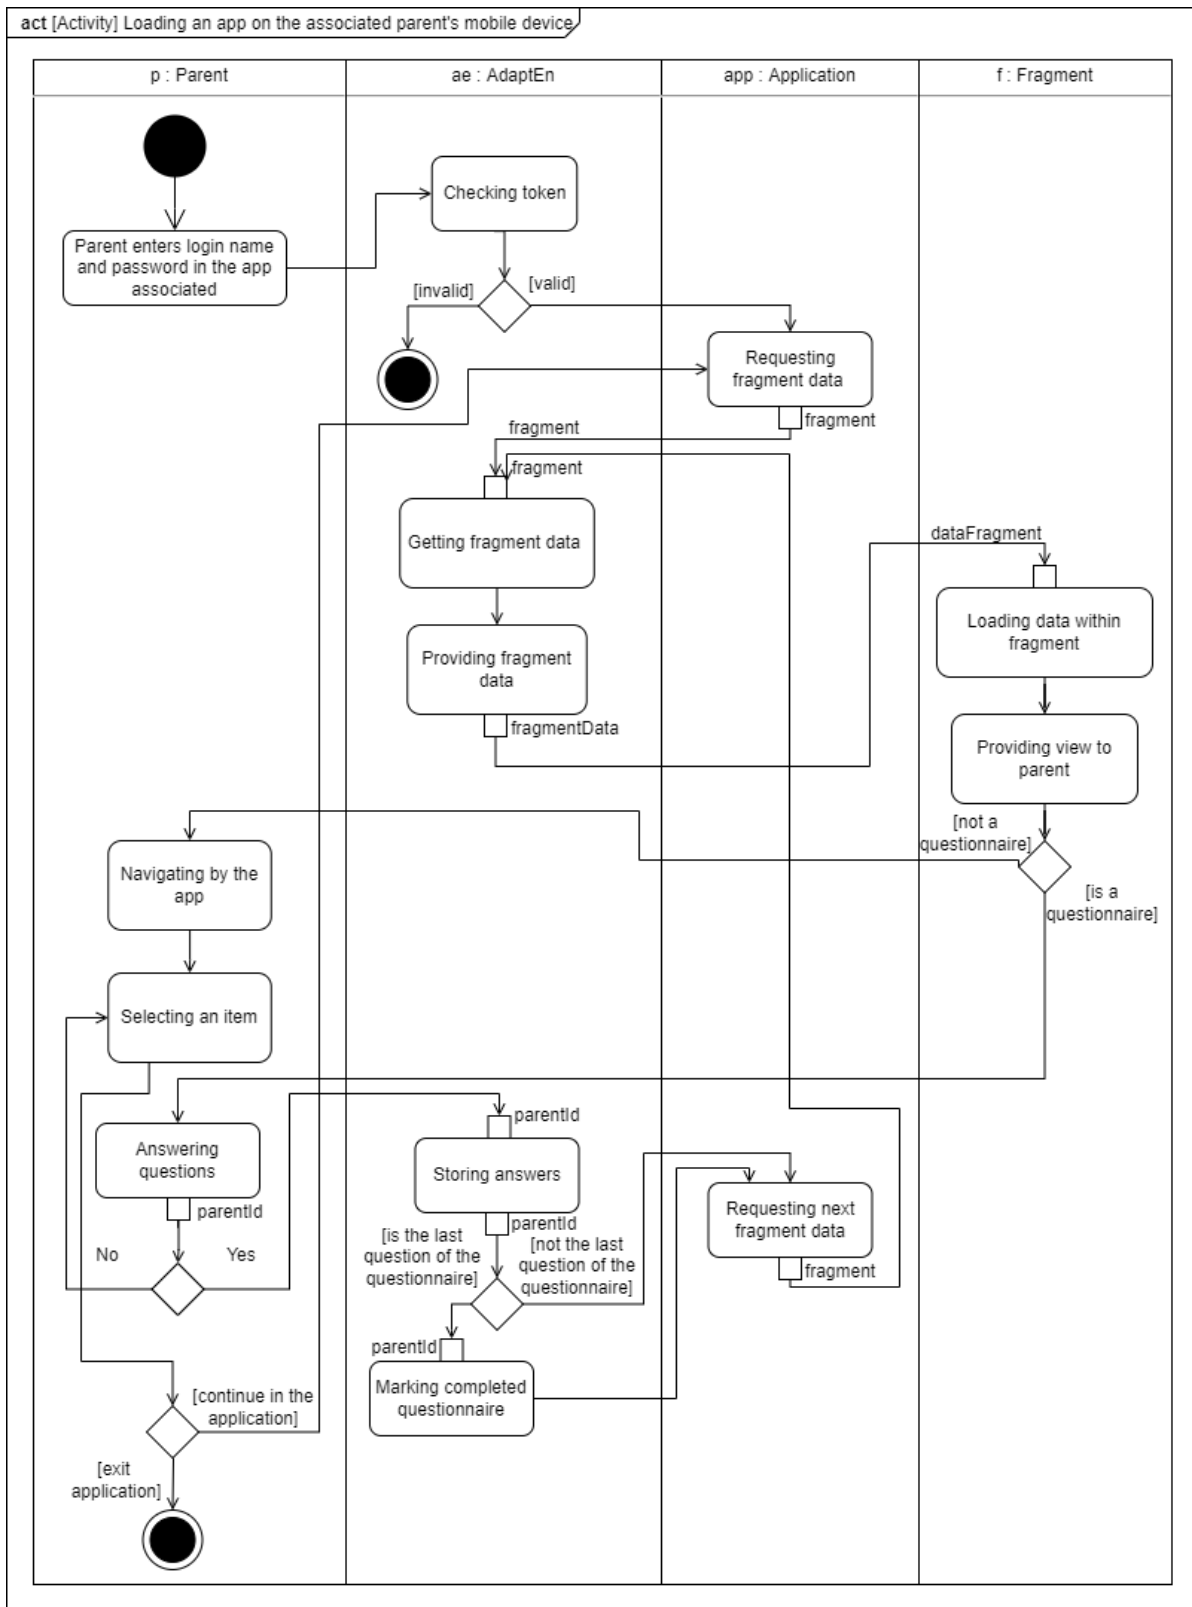 act [Activity] Loading an app on the associated parent's mobile device
p : Parent
ae : AdaptEn
app : Application
f : Fragment
Checking token
Parent enters login name
and password in the app
associated
[invalid]
[valid]
Requesting
fragment data
fragment
fragment
fragment
Getting fragment data
dataFragment
Loading data within
fragment
Providing fragment
data
fragmentData
Providing view to
parent
[not a
questionnaire]
[is a
questionnaire]
Navigating by the
app
Selecting an item
parentId
Answering
questions
Storing answers
parentId
parentId
Requesting next
fragment data
fragment
No
Yes
[is the last
question of the
questionnaire]
[not the last
question of the
questionnaire]
parentId
Marking completed
questionnaire
[continue in the
application]
[exit
application]